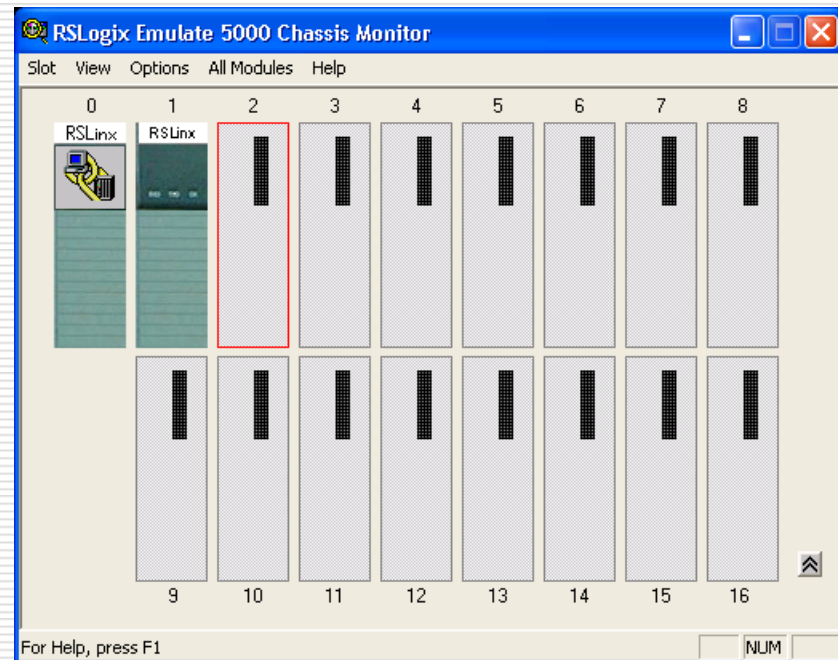 RSLogix Emulate 5000 Chassis Monitor
Slot View Options All Modules Help
0 1 2 3 4 5 6 7 8
RSLinx RSLinx
9 10 11 12 13 14 15 16
For Help, press F1 NUM